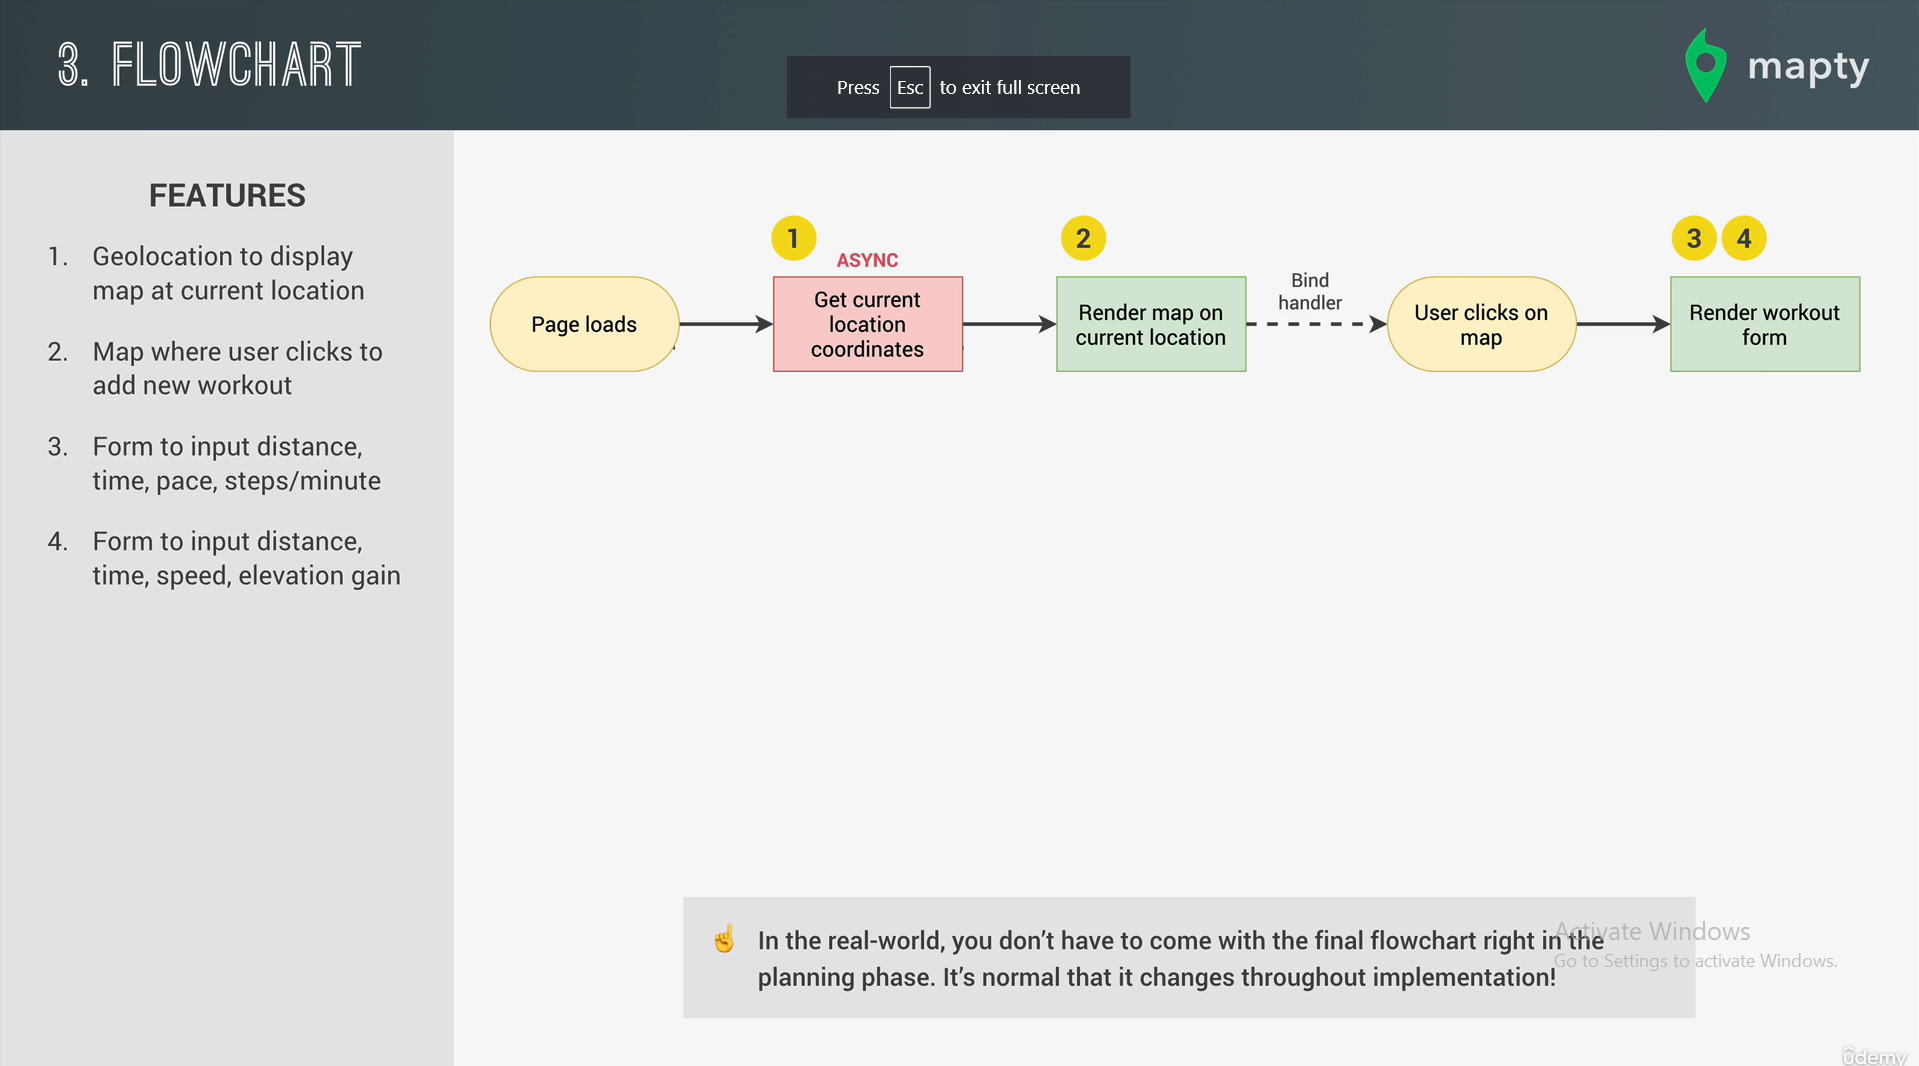 3. FLOWCHART
Press Esc to exit full screen
mapty
FEATURES
1. Geolocation to display
map at current location
2. Map where user clicks to
add new workout
3. Form to input distance,
time, pace, steps/minute
4. Form to input distance,
time, speed, elevation gain
1
ASYNC
2
3 4
Page loads
Get current
location
coordinates
Render map on
current location
Bind
handler
User clicks on
map
Render workout
form
☝ In the real-world, you don’t have to come with the final flowchart right in the
planning phase. It’s normal that it changes throughout implementation!
Activate Windows
Go to Settings to activate Windows.
ûdemy